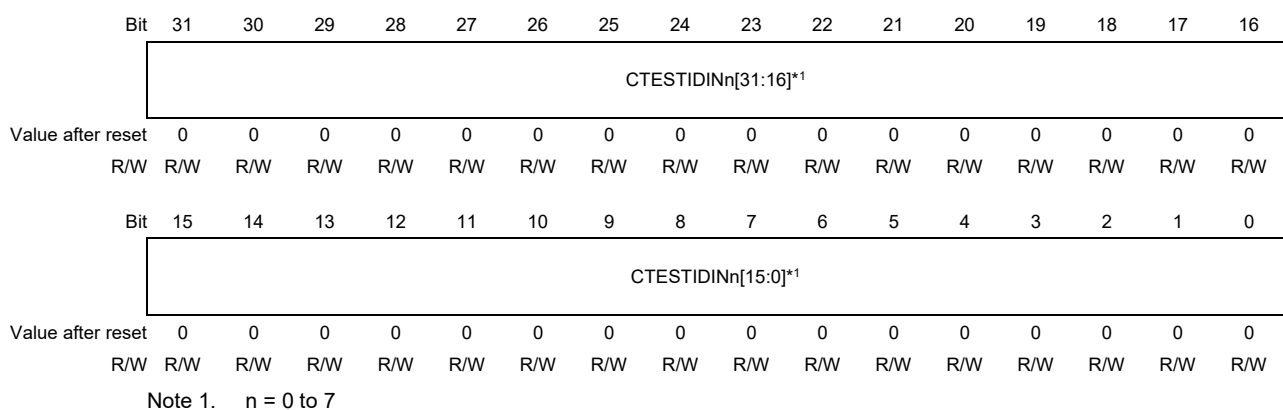 Bit 31 30 29 28 27 26 25 24 23 22 21 20 19 18 17 16
CTESTIDINn[31:16]*1
Value after reset 0 0 0 0 0 0 0 0 0 0 0 0 0 0 0 0
R/W R/W R/W R/W R/W R/W R/W R/W R/W R/W R/W R/W R/W R/W R/W R/W R/W
Bit 15 14 13 12 11 10 9 8 7 6 5 4 3 2 1 0
CTESTIDINn[15:0]*1
Value after reset 0 0 0 0 0 0 0 0 0 0 0 0 0 0 0 0
R/W R/W R/W R/W R/W R/W R/W R/W R/W R/W R/W R/W R/W R/W R/W R/W R/W
Note 1. n = 0 to 7